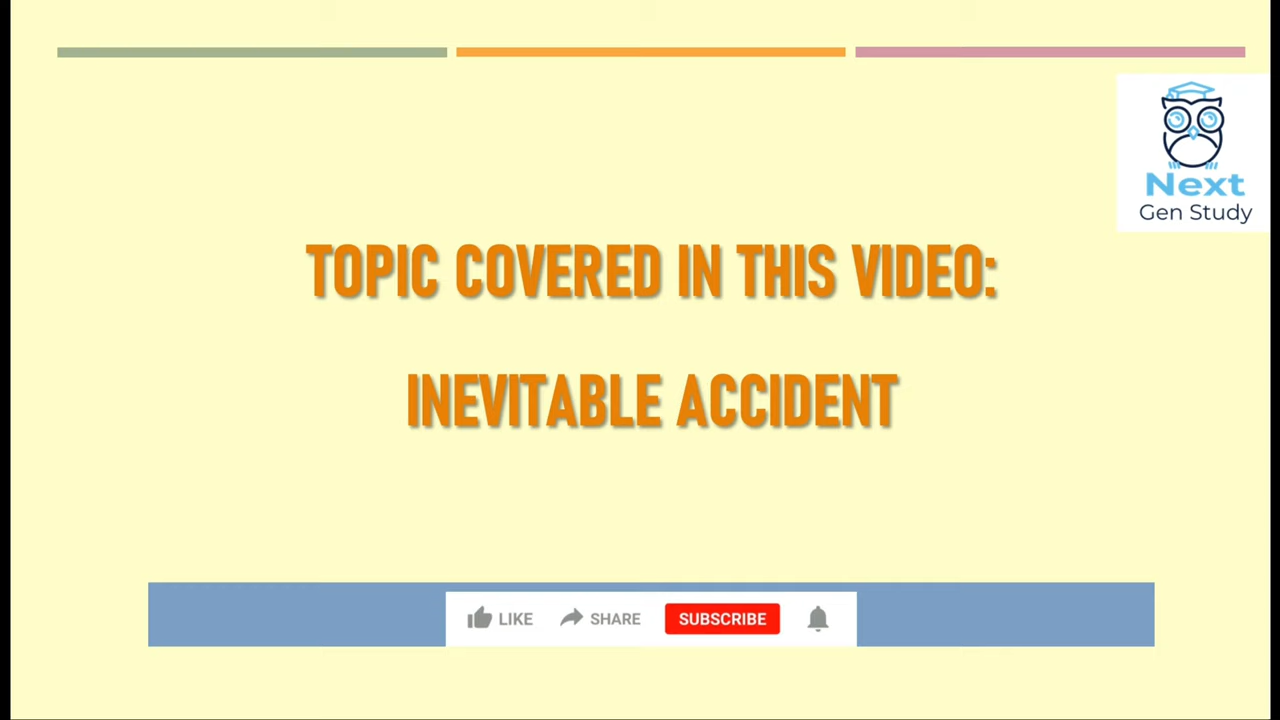 Next
Gen Study
TOPIC COVERED IN THIS VIDEO:
INEVITABLE ACCIDENT
LIKE SHARE SUBSCRIBE